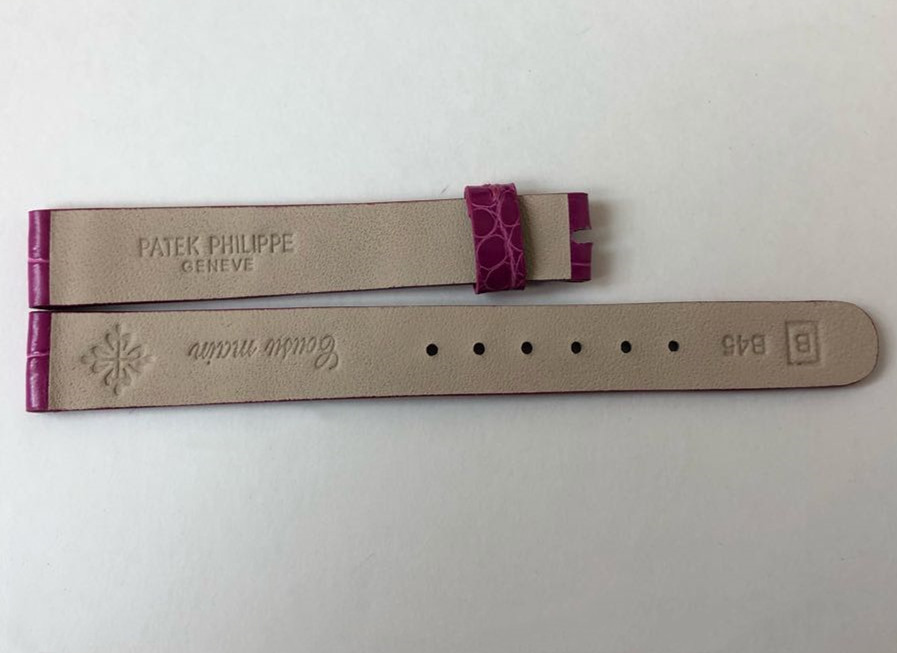 PATEK PHILIPPE
GENEVE
Cousu main
B45
B